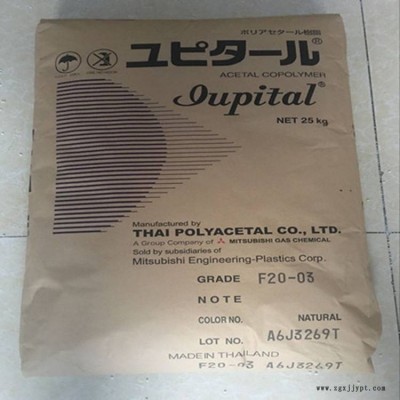 ポリアセタール樹脂
ユピタール®
ACETAL COPOLYMER
Iupital®
NET 25 kg
Manufactured by
THAI POLYACETAL CO., LTD.
A Group Company of MITSUBISHI GAS CHEMICAL
Sold by subsidiaries of
Mitsubishi Engineering-Plastics Corp.
GRADE F20-03
NOTE
COLOR NO. NATURAL
LOT NO. A6J3269T
MADE IN THAILAND
F20-03 A6J3269T
www.zgxjjypt.com